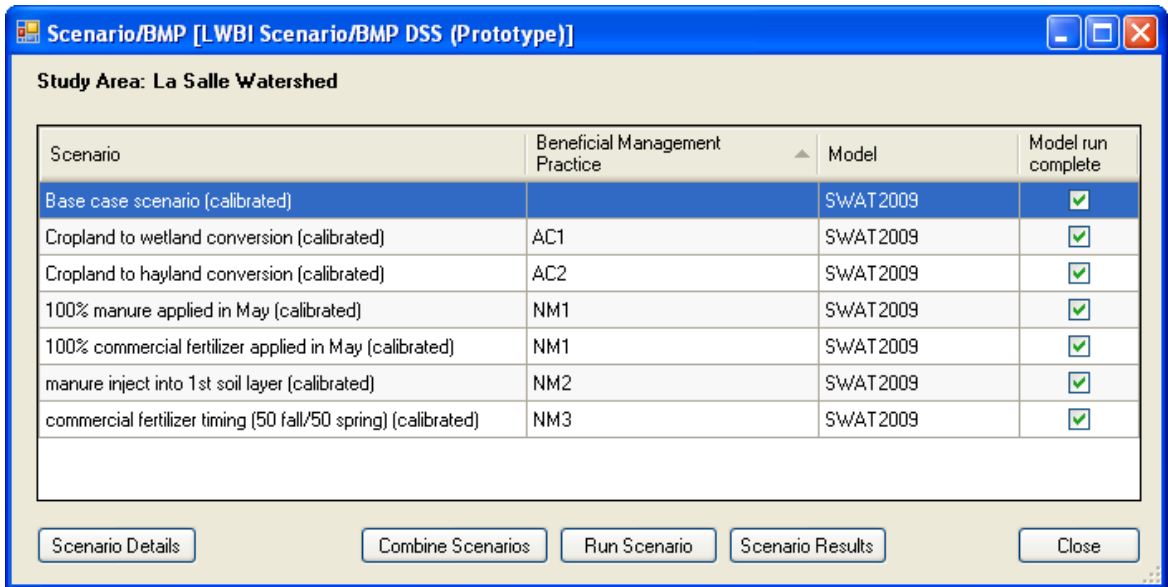 Scenario/BMP [LWBI Scenario/BMP DSS (Prototype)]
Study Area: La Salle Watershed
Scenario
Beneficial Management
Practice
Model
Model run
complete
Base case scenario (calibrated) SWAT2009
Cropland to wetland conversion (calibrated) AC1 SWAT2009
Cropland to hayland conversion (calibrated) AC2 SWAT2009
100% manure applied in May (calibrated) NM1 SWAT2009
100% commercial fertilizer applied in May (calibrated) NM1 SWAT2009
manure inject into 1st soil layer (calibrated) NM2 SWAT2009
commercial fertilizer timing (50 fall/50 spring) (calibrated) NM3 SWAT2009
Scenario Details Combine Scenarios Run Scenario Scenario Results Close